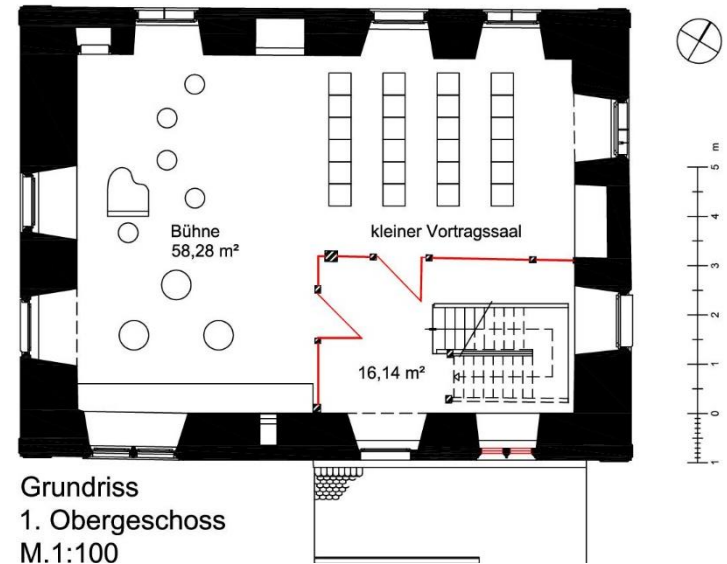 Bühne
58,28 m²
kleiner Vortragssaal
16,14 m²
m
5
4
3
2
1
0
1
Grundriss
1. Obergeschoss
M.1:100